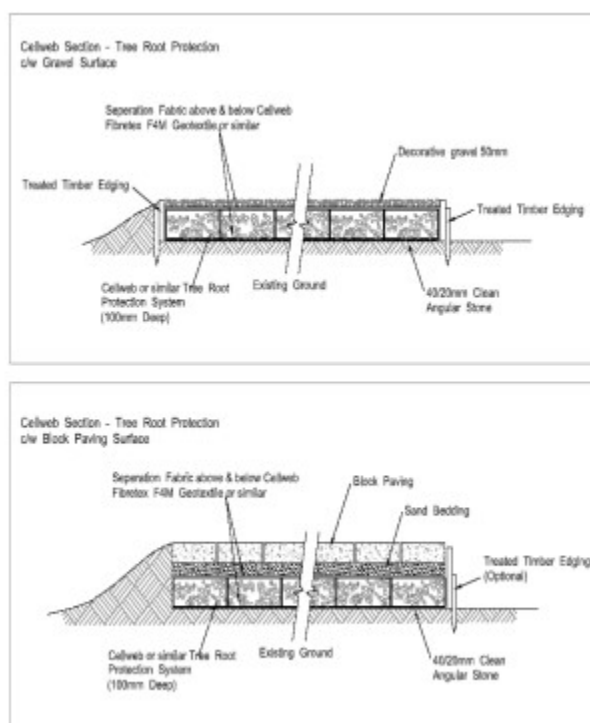 Cellweb Section - Tree Root Protection
c/w Gravel Surface
Seperation Fabric above & below Cellweb
Fibretex F4M Geotextile or similar
Decorative gravel 50mm
Treated Timber Edging
Treated Timber Edging
Cellweb or similar Tree Root
Protection System
(100mm Deep)
Existing Ground
40/20mm Clean
Angular Stone
Cellweb Section - Tree Root Protection
c/w Block Paving Surface
Seperation Fabric above & below Cellweb
Fibretex F4M Geotextile or similar
Block Paving
Sand Bedding
Treated Timber Edging
(Optional)
Cellweb or similar Tree Root
Protection System
(100mm Deep)
Existing Ground
40/20mm Clean
Angular Stone